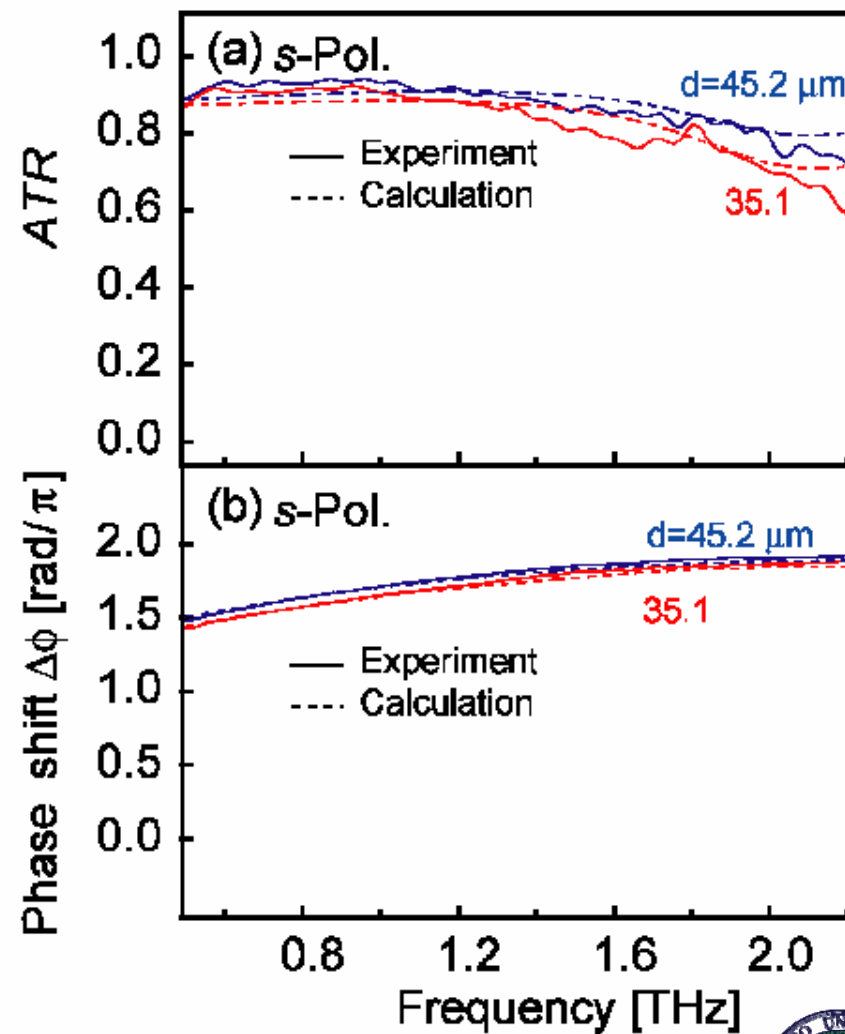 (a) s-Pol.
d=45.2 μm
Experiment
Calculation
35.1
ATR
1.0
0.8
0.6
0.4
0.2
0.0
(b) s-Pol.
d=45.2 μm
35.1
Experiment
Calculation
Phase shift Δϕ [rad/π]
2.0
1.5
1.0
0.5
0.0
0.8 1.2 1.6 2.0
Frequency [THz]